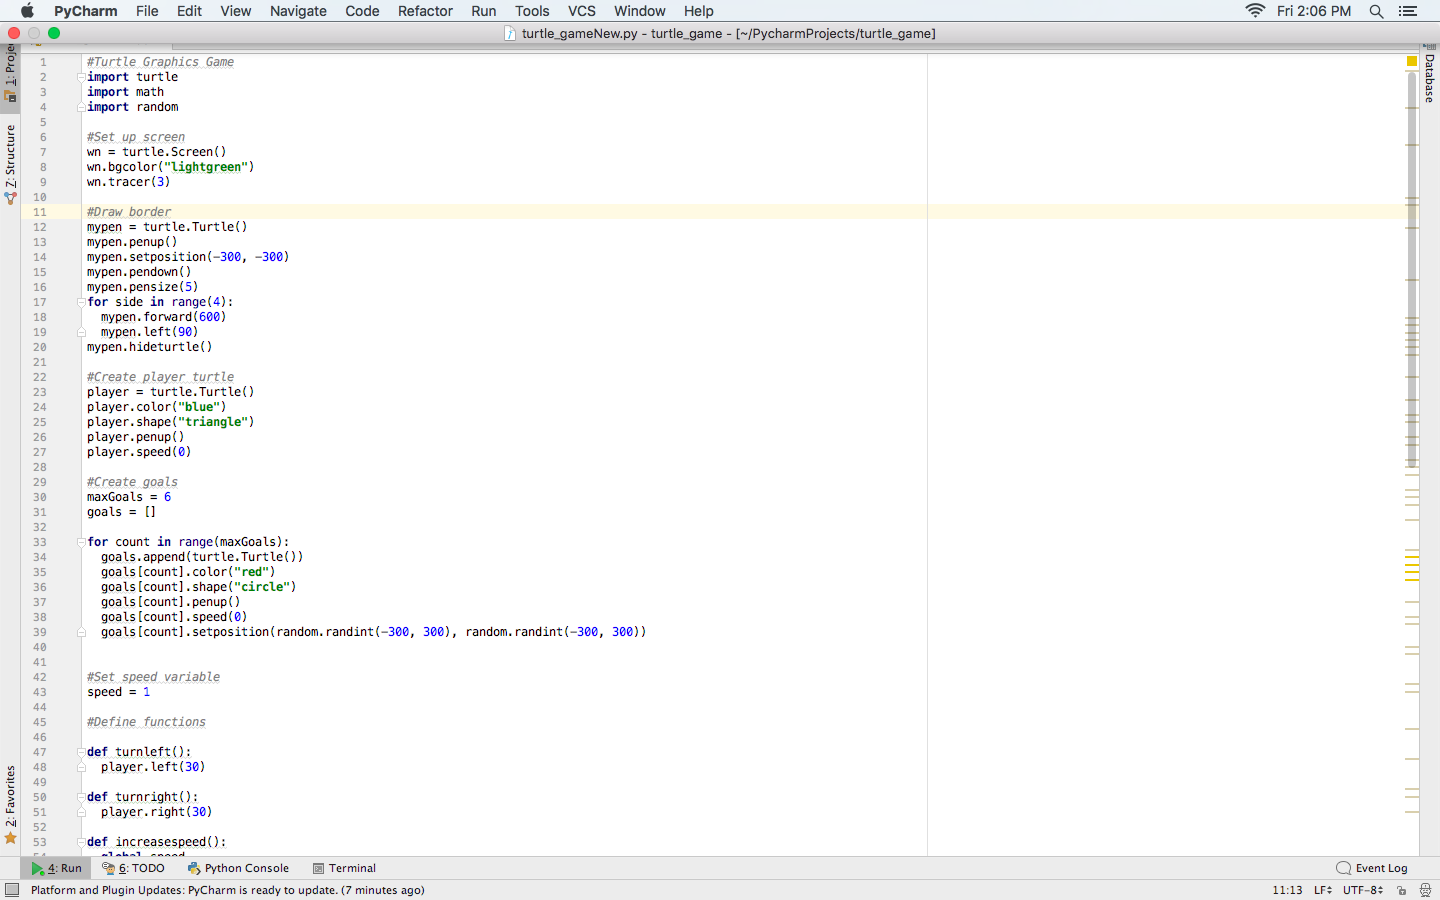 PyCharm File Edit View Navigate Code Refactor Run Tools VCS Window Help Fri 2:06 PM
turtle_gameNew.py - turtle_game - [~/PycharmProjects/turtle_game]
1: Proje
Z: Structure
2: Favorites
Database
1 #Turtle Graphics Game
2 import turtle
3 import math
4 import random
5
6 #Set up screen
7 wn = turtle.Screen()
8 wn.bgcolor("lightgreen")
9 wn.tracer(3)
10
11 #Draw border
12 mypen = turtle.Turtle()
13 mypen.penup()
14 mypen.setposition(-300, -300)
15 mypen.pendown()
16 mypen.pensize(5)
17 for side in range(4):
18 mypen.forward(600)
19 mypen.left(90)
20 mypen.hideturtle()
21
22 #Create player turtle
23 player = turtle.Turtle()
24 player.color("blue")
25 player.shape("triangle")
26 player.penup()
27 player.speed(0)
28
29 #Create goals
30 maxGoals = 6
31 goals = []
32
33 for count in range(maxGoals):
34 goals.append(turtle.Turtle())
35 goals[count].color("red")
36 goals[count].shape("circle")
37 goals[count].penup()
38 goals[count].speed(0)
39 goals[count].setposition(random.randint(-300, 300), random.randint(-300, 300))
40
41
42 #Set speed variable
43 speed = 1
44
45 #Define functions
46
47 def turnleft():
48 player.left(30)
49
50 def turnright():
51 player.right(30)
52
53 def increasespeed():
54 global speed
4: Run 6: TODO Python Console Terminal Event Log
Platform and Plugin Updates: PyCharm is ready to update. (7 minutes ago) 11:13 LF UTF-8